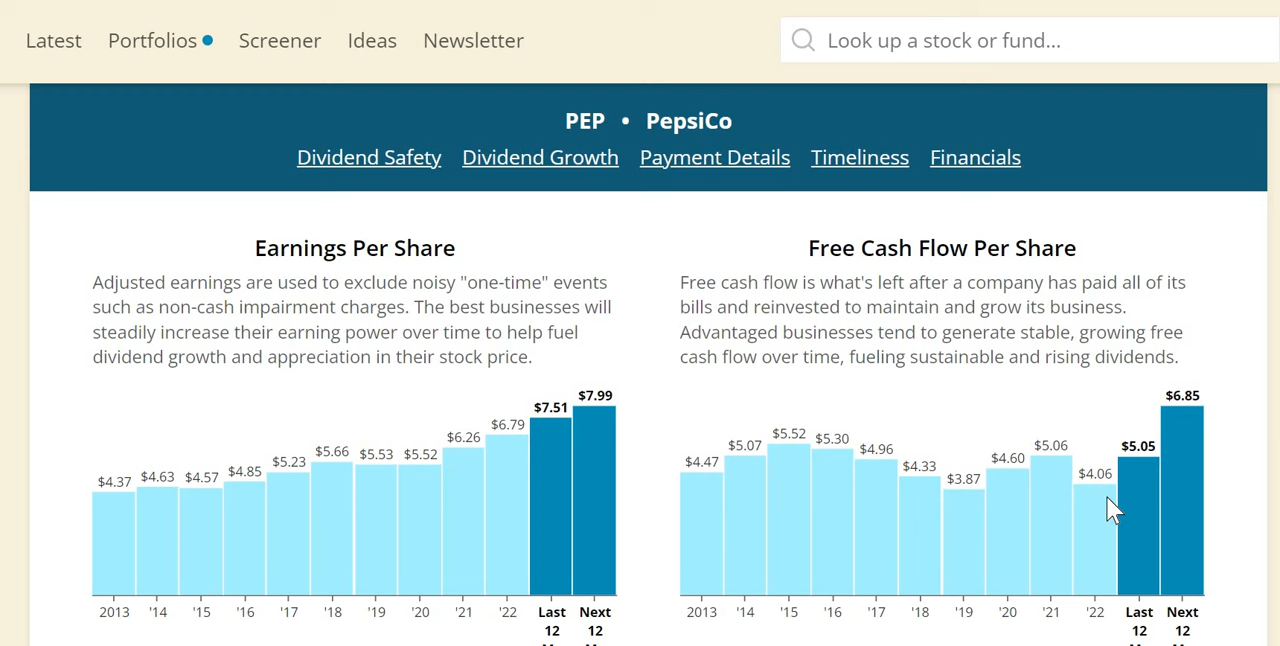 Latest Portfolios Screener Ideas Newsletter Look up a stock or fund...
PEP • PepsiCo
Dividend Safety Dividend Growth Payment Details Timeliness Financials
Earnings Per Share
Adjusted earnings are used to exclude noisy "one-time" events
such as non-cash impairment charges. The best businesses will
steadily increase their earning power over time to help fuel
dividend growth and appreciation in their stock price.
$4.37 $4.63 $4.57 $4.85 $5.23 $5.66 $5.53 $5.52 $6.26 $6.79 $7.51 $7.99
2013 '14 '15 '16 '17 '18 '19 '20 '21 '22 Last Next
12 12
Free Cash Flow Per Share
Free cash flow is what's left after a company has paid all of its
bills and reinvested to maintain and grow its business.
Advantaged businesses tend to generate stable, growing free
cash flow over time, fueling sustainable and rising dividends.
$4.47 $5.07 $5.52 $5.30 $4.96 $4.33 $3.87 $4.60 $5.06 $4.06 $5.05 $6.85
2013 '14 '15 '16 '17 '18 '19 '20 '21 '22 Last Next
12 12